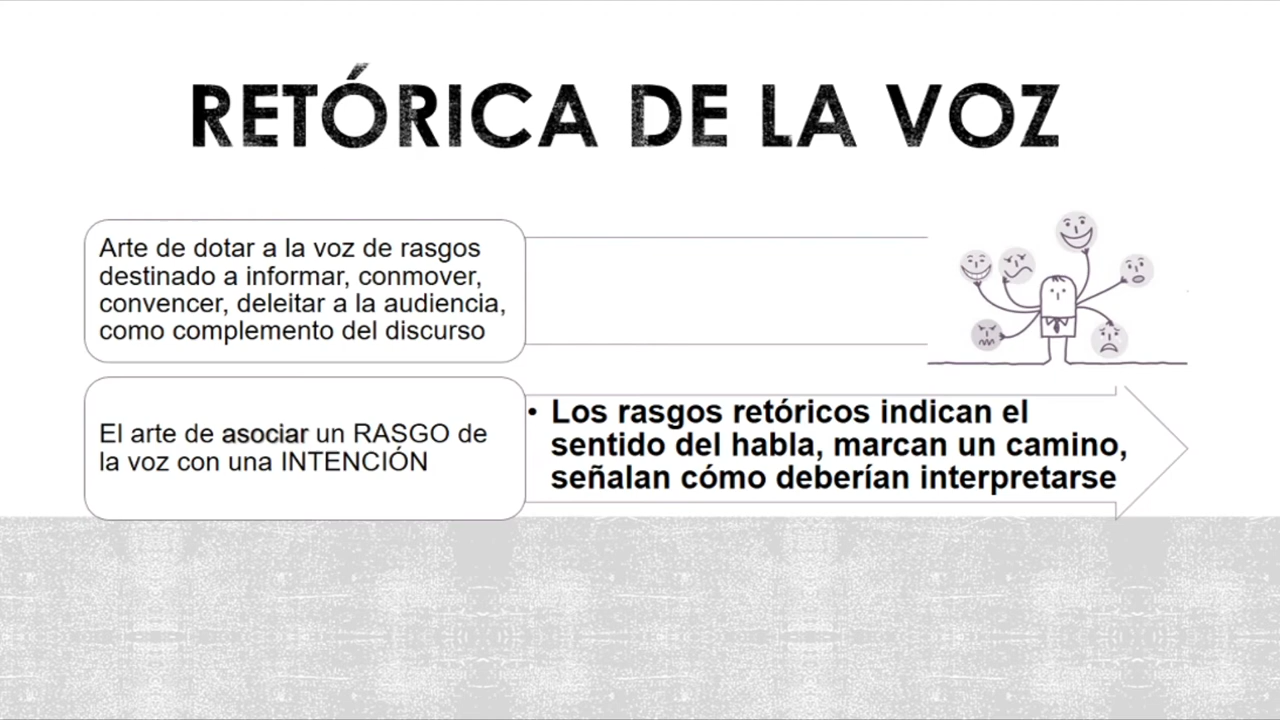 RETÓRICA DE LA VOZ
Arte de dotar a la voz de rasgos
destinado a informar, conmover,
convencer, deleitar a la audiencia,
como complemento del discurso
El arte de asociar un RASGO de
la voz con una INTENCIÓN
• Los rasgos retóricos indican el
sentido del habla, marcan un camino,
señalan cómo deberían interpretarse